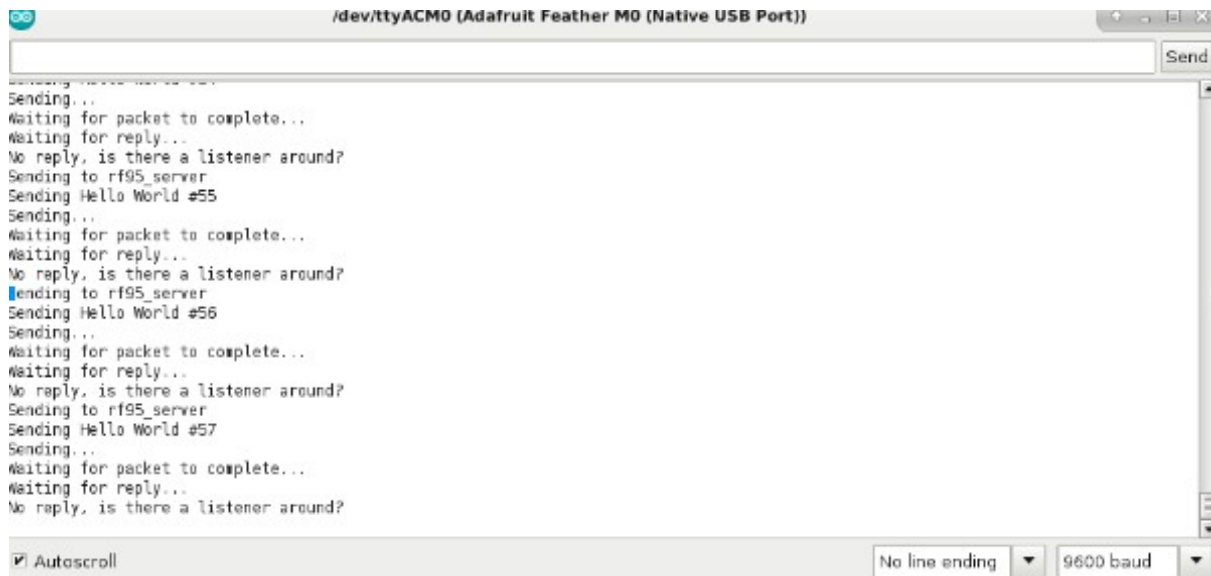 /dev/ttyACM0 (Adafruit Feather M0 (Native USB Port))
Send
Sending...
Waiting for packet to complete...
Waiting for reply...
No reply, is there a listener around?
Sending to rf95_server
Sending Hello World #55
Sending...
Waiting for packet to complete...
Waiting for reply...
No reply, is there a listener around?
ending to rf95_server
Sending Hello World #56
Sending...
Waiting for packet to complete...
Waiting for reply...
No reply, is there a listener around?
Sending to rf95_server
Sending Hello World #57
Sending...
Waiting for packet to complete...
Waiting for reply...
No reply, is there a listener around?
Autoscroll
No line ending
9600 baud